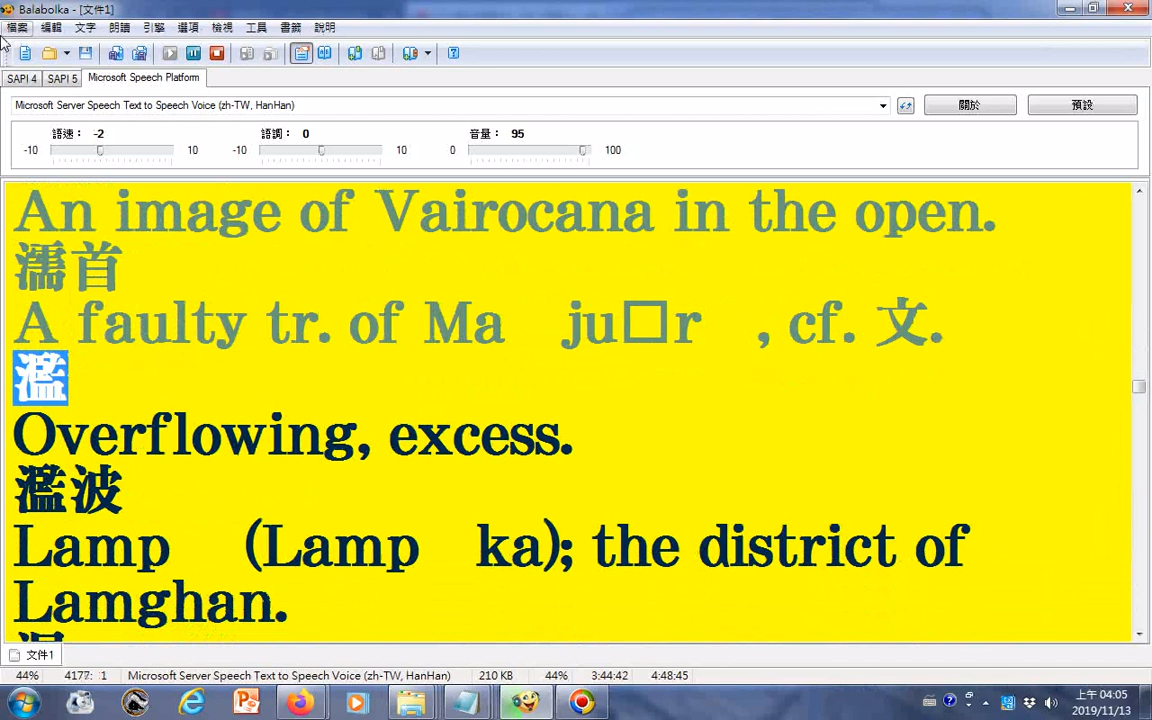 Balabolka - [文件1]
檔案 編輯 文字 朗讀 引擎 選項 檢視 工具 書籤 說明
SAPI 4 SAPI 5 Microsoft Speech Platform
Microsoft Server Speech Text to Speech Voice (zh-TW, HanHan) 關於 預設
語速： -2 語調： 0 音量： 95
-10 10 -10 10 0 100
An image of Vairocana in the open.
濡首
A faulty tr. of Ma ju□r , cf. 文.
濫
Overflowing, excess.
濫波
Lamp (Lamp ka); the district of
Lamghan.
文件1
44% 4177: 1 Microsoft Server Speech Text to Speech Voice (zh-TW, HanHan) 210 KB 44% 3:44:42 4:48:45
上午 04:05
2019/11/13